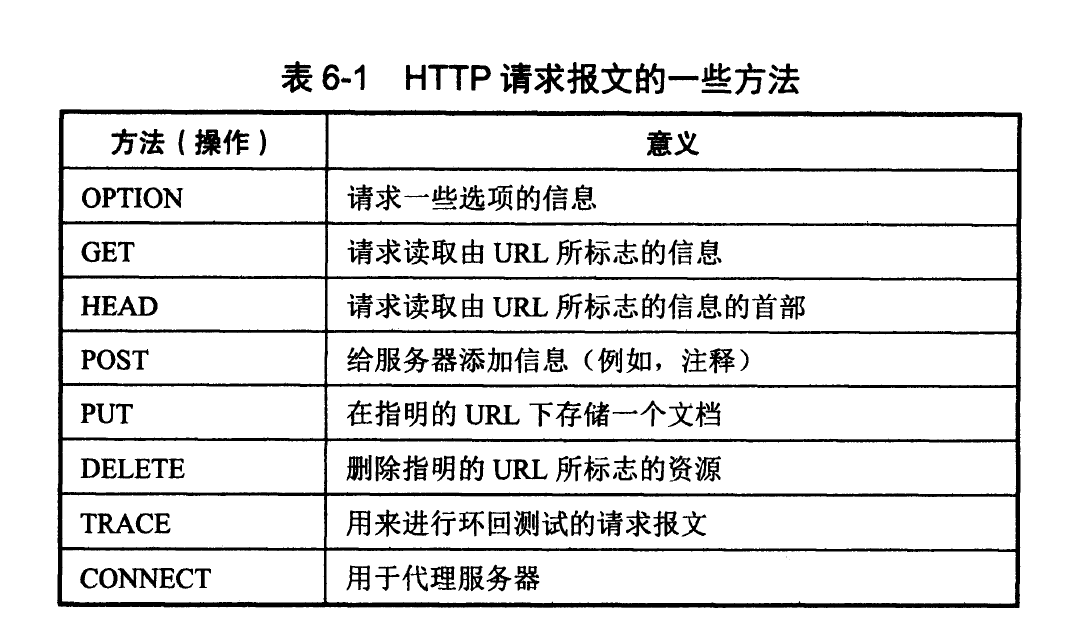 表 6-1 HTTP 请求报文的一些方法
方法（操作） 意义
OPTION 请求一些选项的信息
GET 请求读取由 URL 所标志的信息
HEAD 请求读取由 URL 所标志的信息的首部
POST 给服务器添加信息（例如，注释）
PUT 在指明的 URL 下存储一个文档
DELETE 删除指明的 URL 所标志的资源
TRACE 用来进行环回测试的请求报文
CONNECT 用于代理服务器